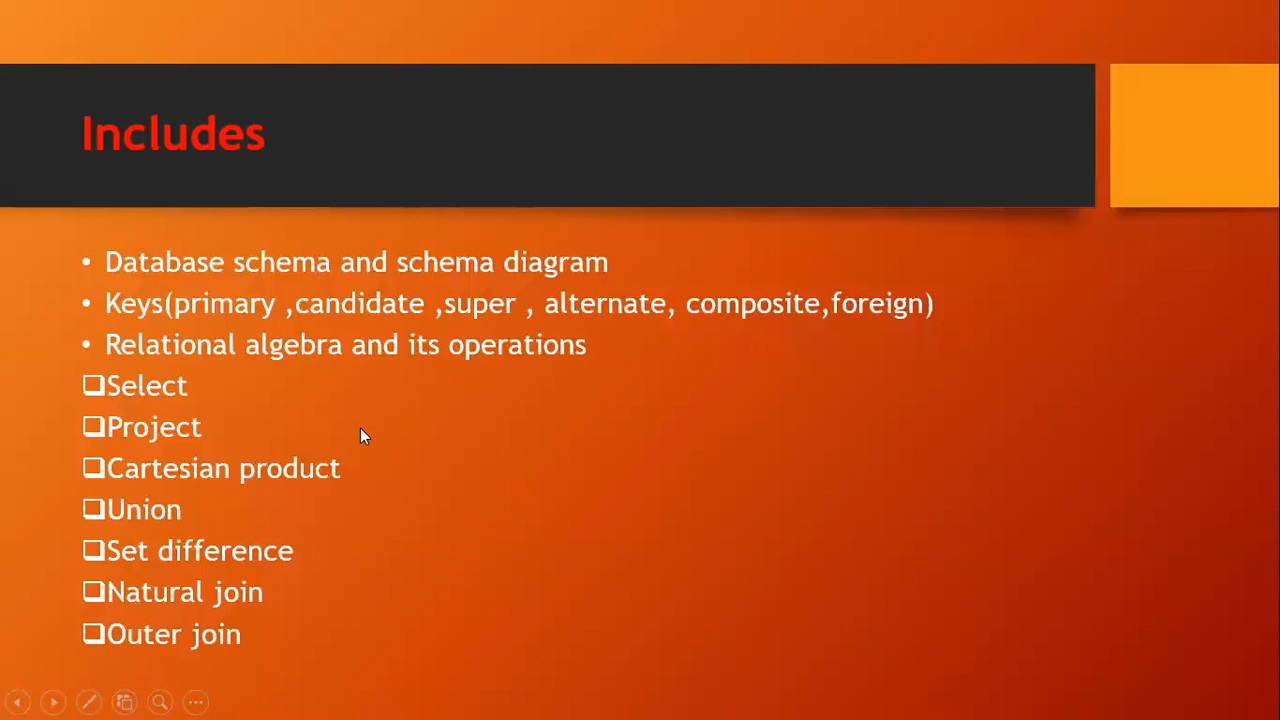 Includes
• Database schema and schema diagram
• Keys(primary ,candidate ,super , alternate, composite,foreign)
• Relational algebra and its operations
❑Select
❑Project
❑Cartesian product
❑Union
❑Set difference
❑Natural join
❑Outer join